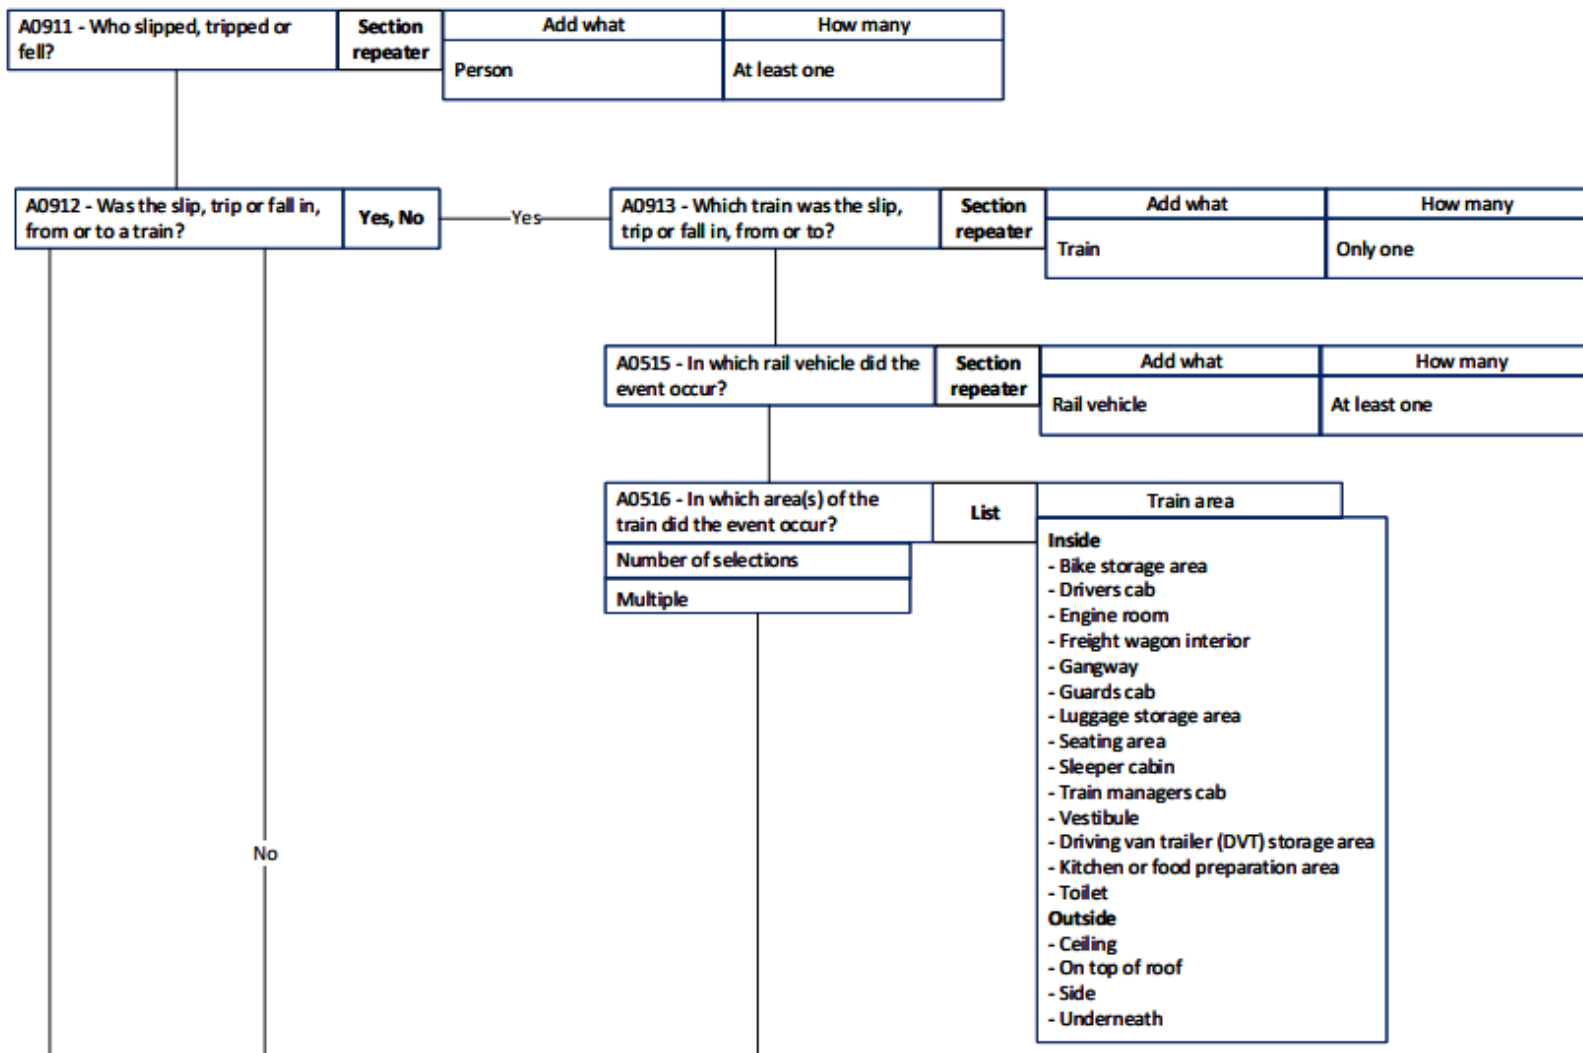 A0911 - Who slipped, tripped or
fell?
Section
repeater
Add what
How many
Person
At least one
A0912 - Was the slip, trip or fall in,
from or to a train?
Yes, No
Yes
A0913 - Which train was the slip,
trip or fall in, from or to?
Section
repeater
Add what
How many
Train
Only one
A0515 - In which rail vehicle did the
event occur?
Section
repeater
Add what
How many
Rail vehicle
At least one
A0516 - In which area(s) of the
train did the event occur?
Number of selections
Multiple
List
Train area
Inside
- Bike storage area
- Drivers cab
- Engine room
- Freight wagon interior
- Gangway
- Guards cab
- Luggage storage area
- Seating area
- Sleeper cabin
- Train managers cab
- Vestibule
- Driving van trailer (DVT) storage area
- Kitchen or food preparation area
- Toilet
Outside
- Ceiling
- On top of roof
- Side
- Underneath
No